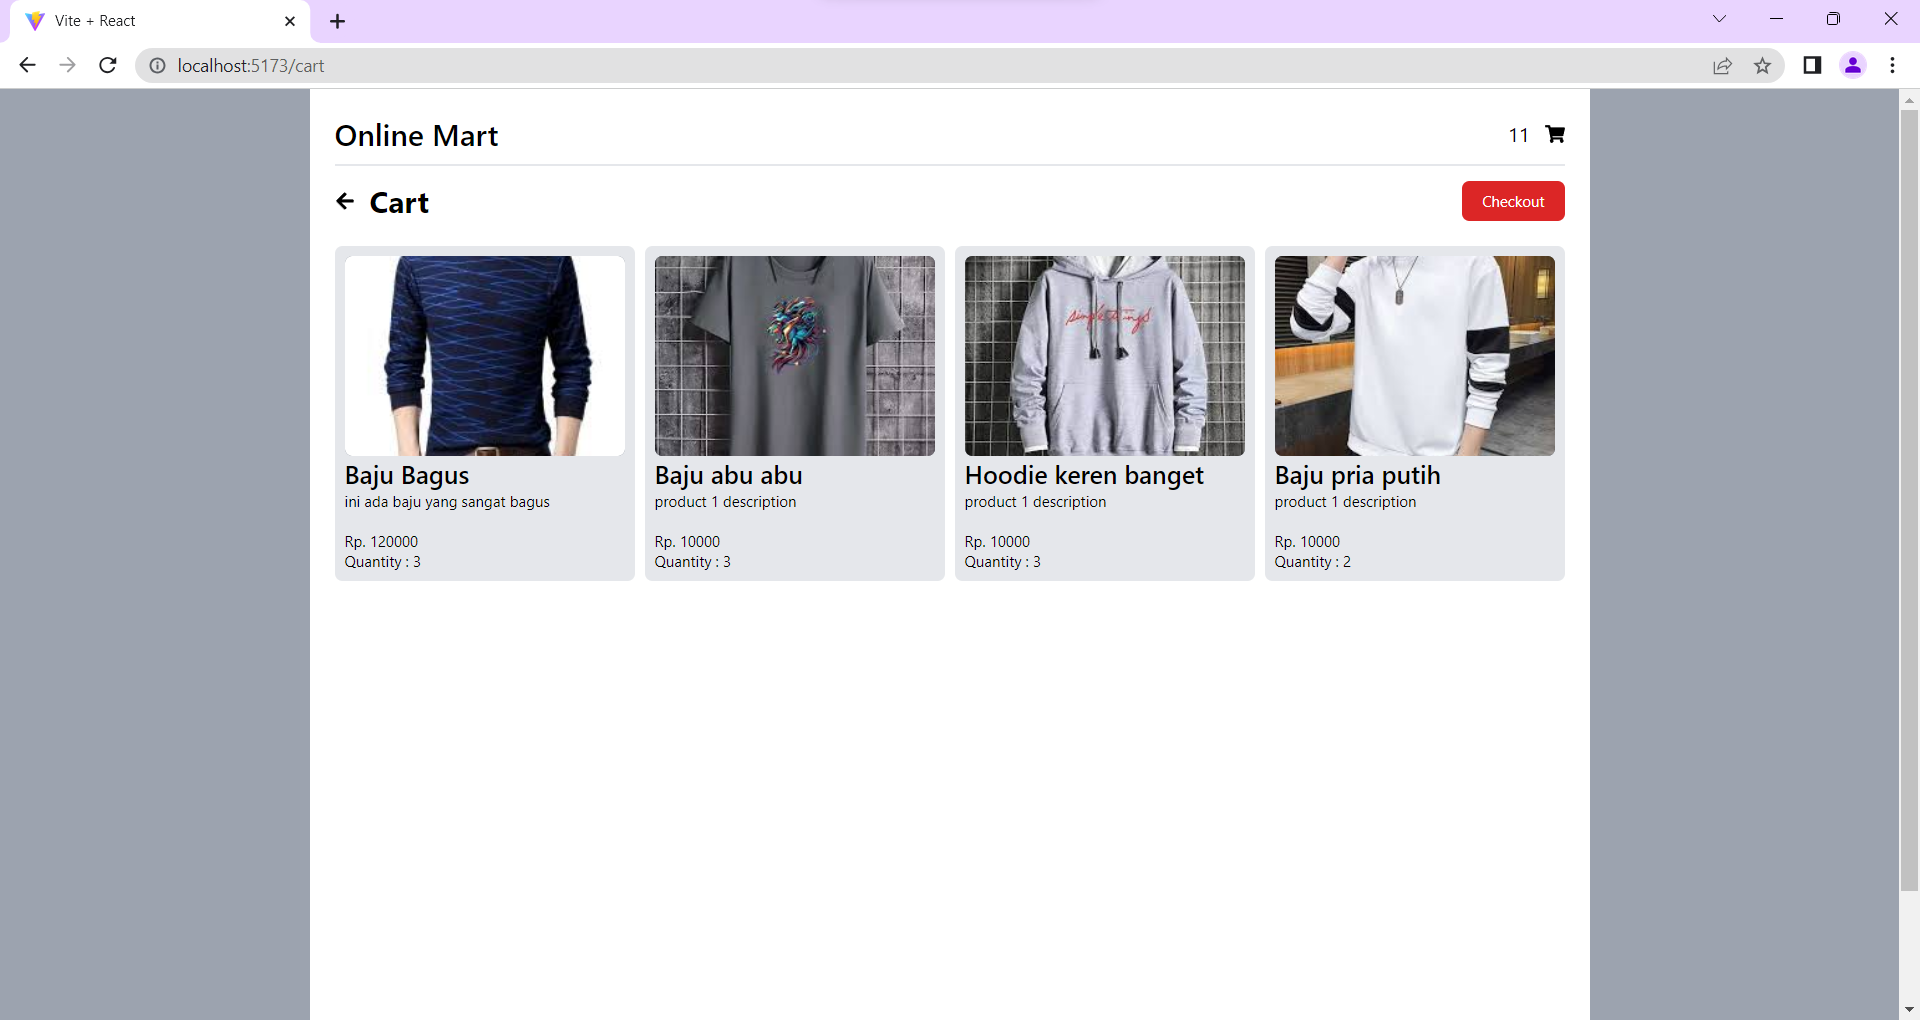 Vite + React
localhost:5173/cart
Online Mart
11
Cart
Checkout
Baju Bagus
ini ada baju yang sangat bagus
Rp. 120000
Quantity : 3
Baju abu abu
product 1 description
Rp. 10000
Quantity : 3
Hoodie keren banget
product 1 description
Rp. 10000
Quantity : 3
Baju pria putih
product 1 description
Rp. 10000
Quantity : 2